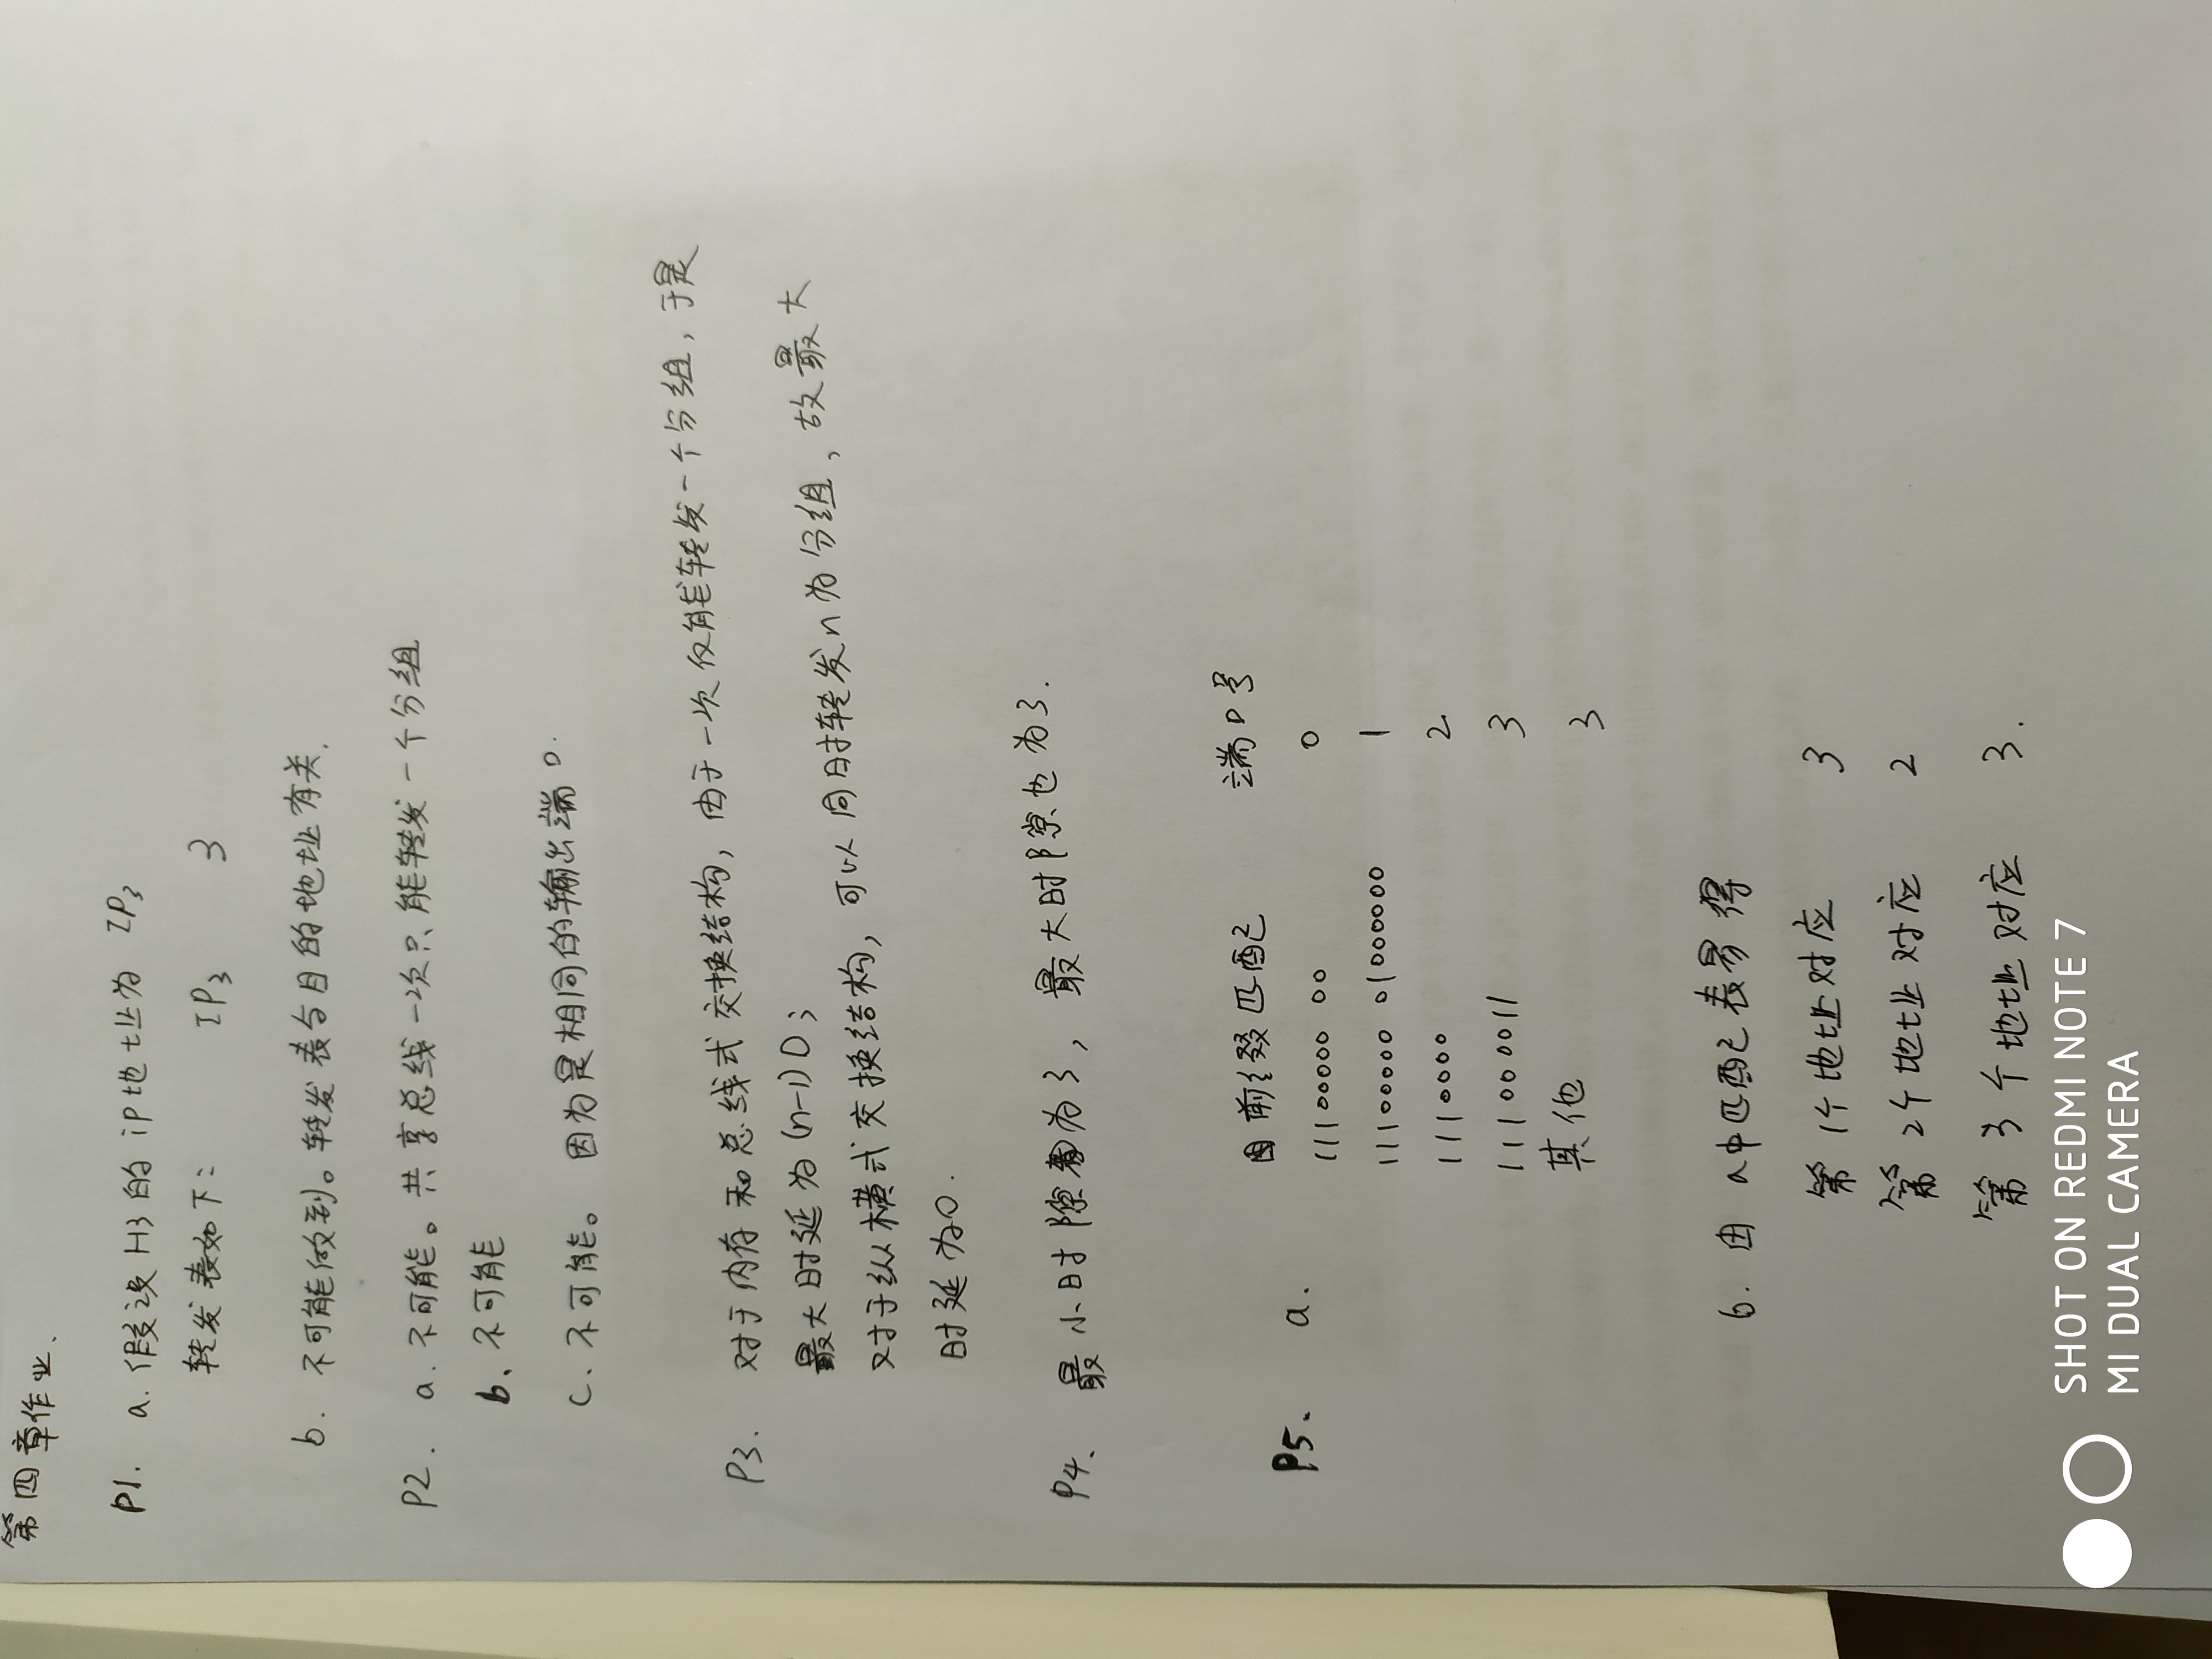 第四章作业.
P1. a. 假设H3的ip地址为 IP3
转发表如下: IP3 3
b. 不可能做到。转发表与目的地址有关.
P2. a. 不可能。共享总线一次只能转发一个分组
b、不可能
c. 不可能。 因为是相同的输出端口.
P3. 对于内存和总线式交换结构, 由于一次仅能转发一个分组, 于是
最大时延为(n-1)D;
对于纵横式交换结构, 可以同时转发n为分组, 故最大
时延为0.
P4、 最小时隙为3, 最大时隙也为3.
P5. a. 前缀匹配 端口号
11100000 00 0
11100000 01000000 1
1110000 2
11100011 3
其他 3
b. 由a中匹配表易得
第1个地址对应 3
第2个地址对应 2
第3个地址对应 3.
SHOT ON REDMI NOTE 7
MI DUAL CAMERA